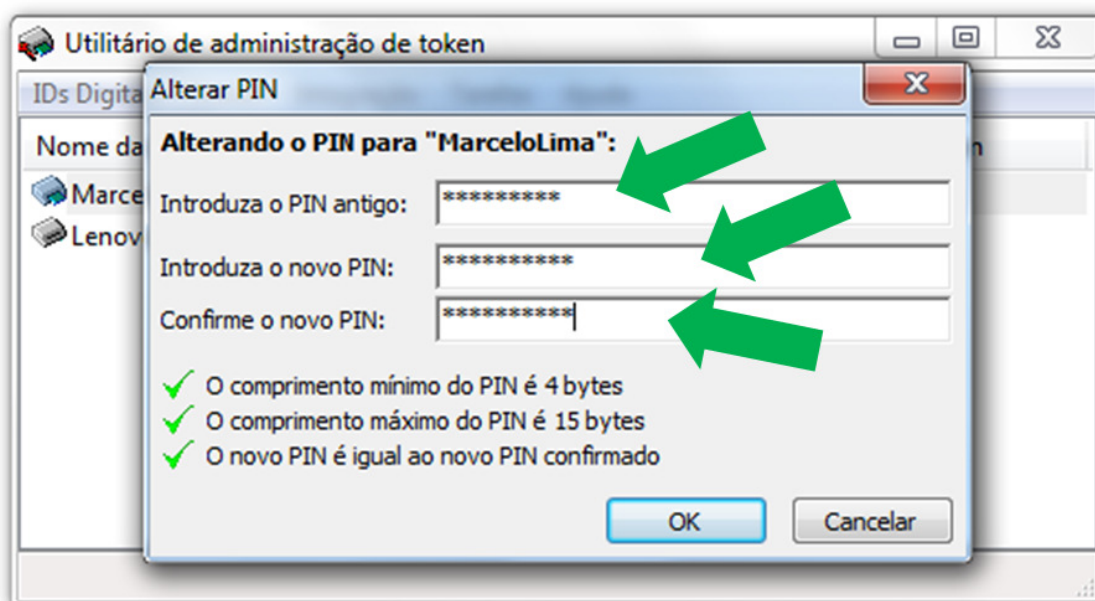 Utilitário de administração de token
IDs Digita
Alterar PIN
Nome da
Alterando o PIN para "MarceloLima":
Marce
Introduza o PIN antigo: *********
Lenov
Introduza o novo PIN: **********
Confirme o novo PIN: **********
O comprimento mínimo do PIN é 4 bytes
O comprimento máximo do PIN é 15 bytes
O novo PIN é igual ao novo PIN confirmado
OK
Cancelar